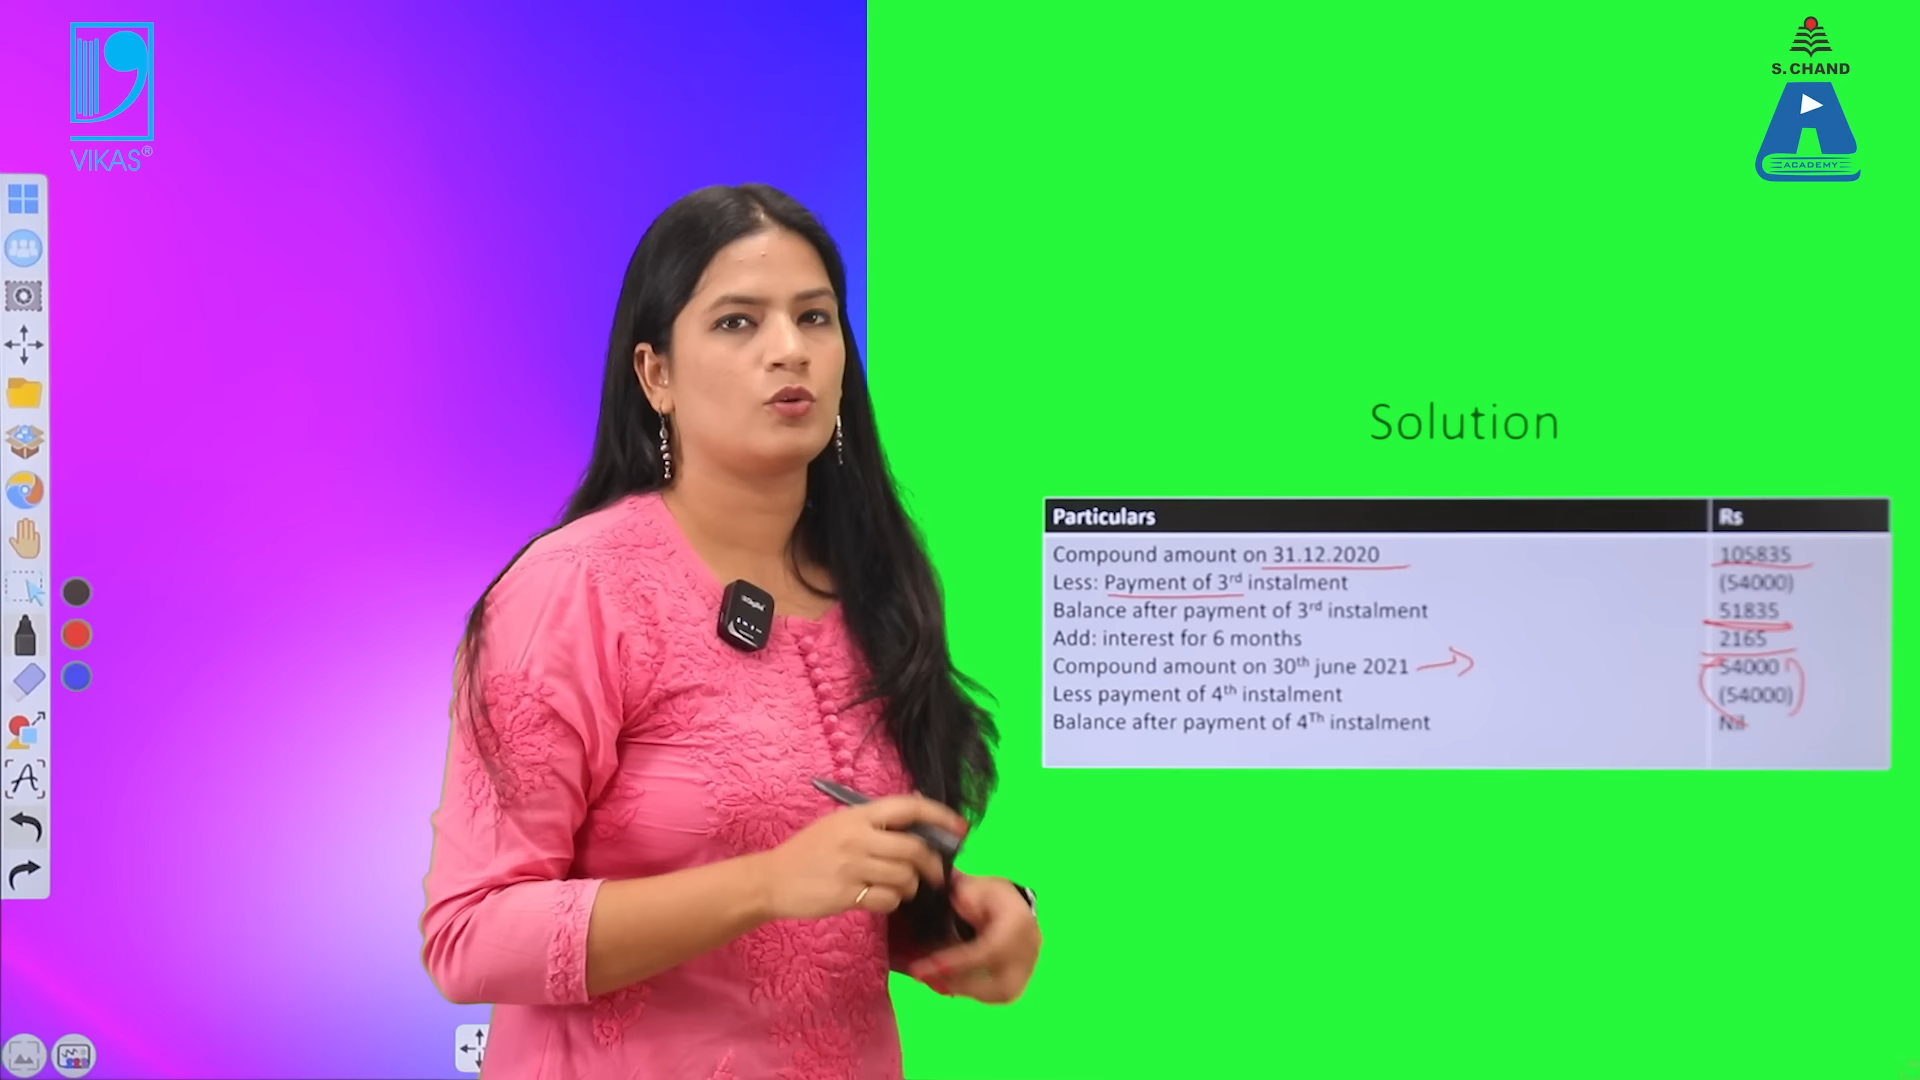 VIKAS®
S. CHAND
ACADEMY
Solution
Particulars Rs
Compound amount on 31.12.2020 105835
Less: Payment of 3rd instalment (54000)
Balance after payment of 3rd instalment 51835
Add: interest for 6 months 2165
Compound amount on 30th june 2021 54000
Less payment of 4th instalment (54000)
Balance after payment of 4Th instalment Nil